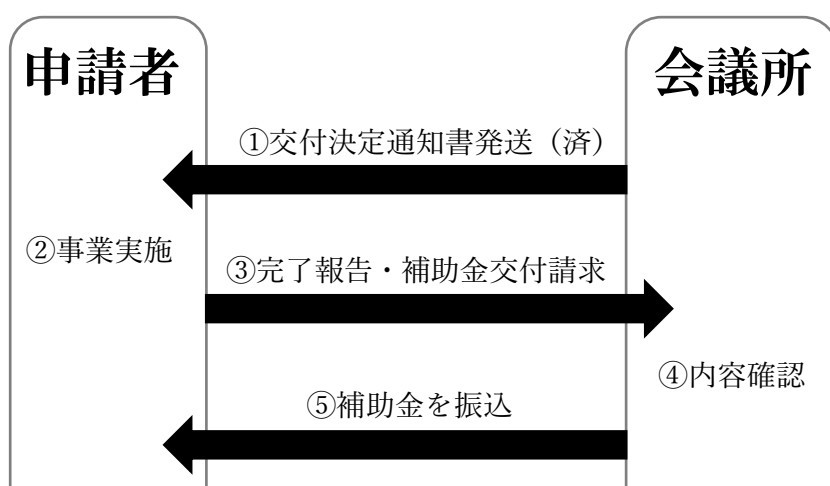 申請者
会議所
①交付決定通知書発送（済）
②事業実施
③完了報告・補助金交付請求
④内容確認
⑤補助金を振込